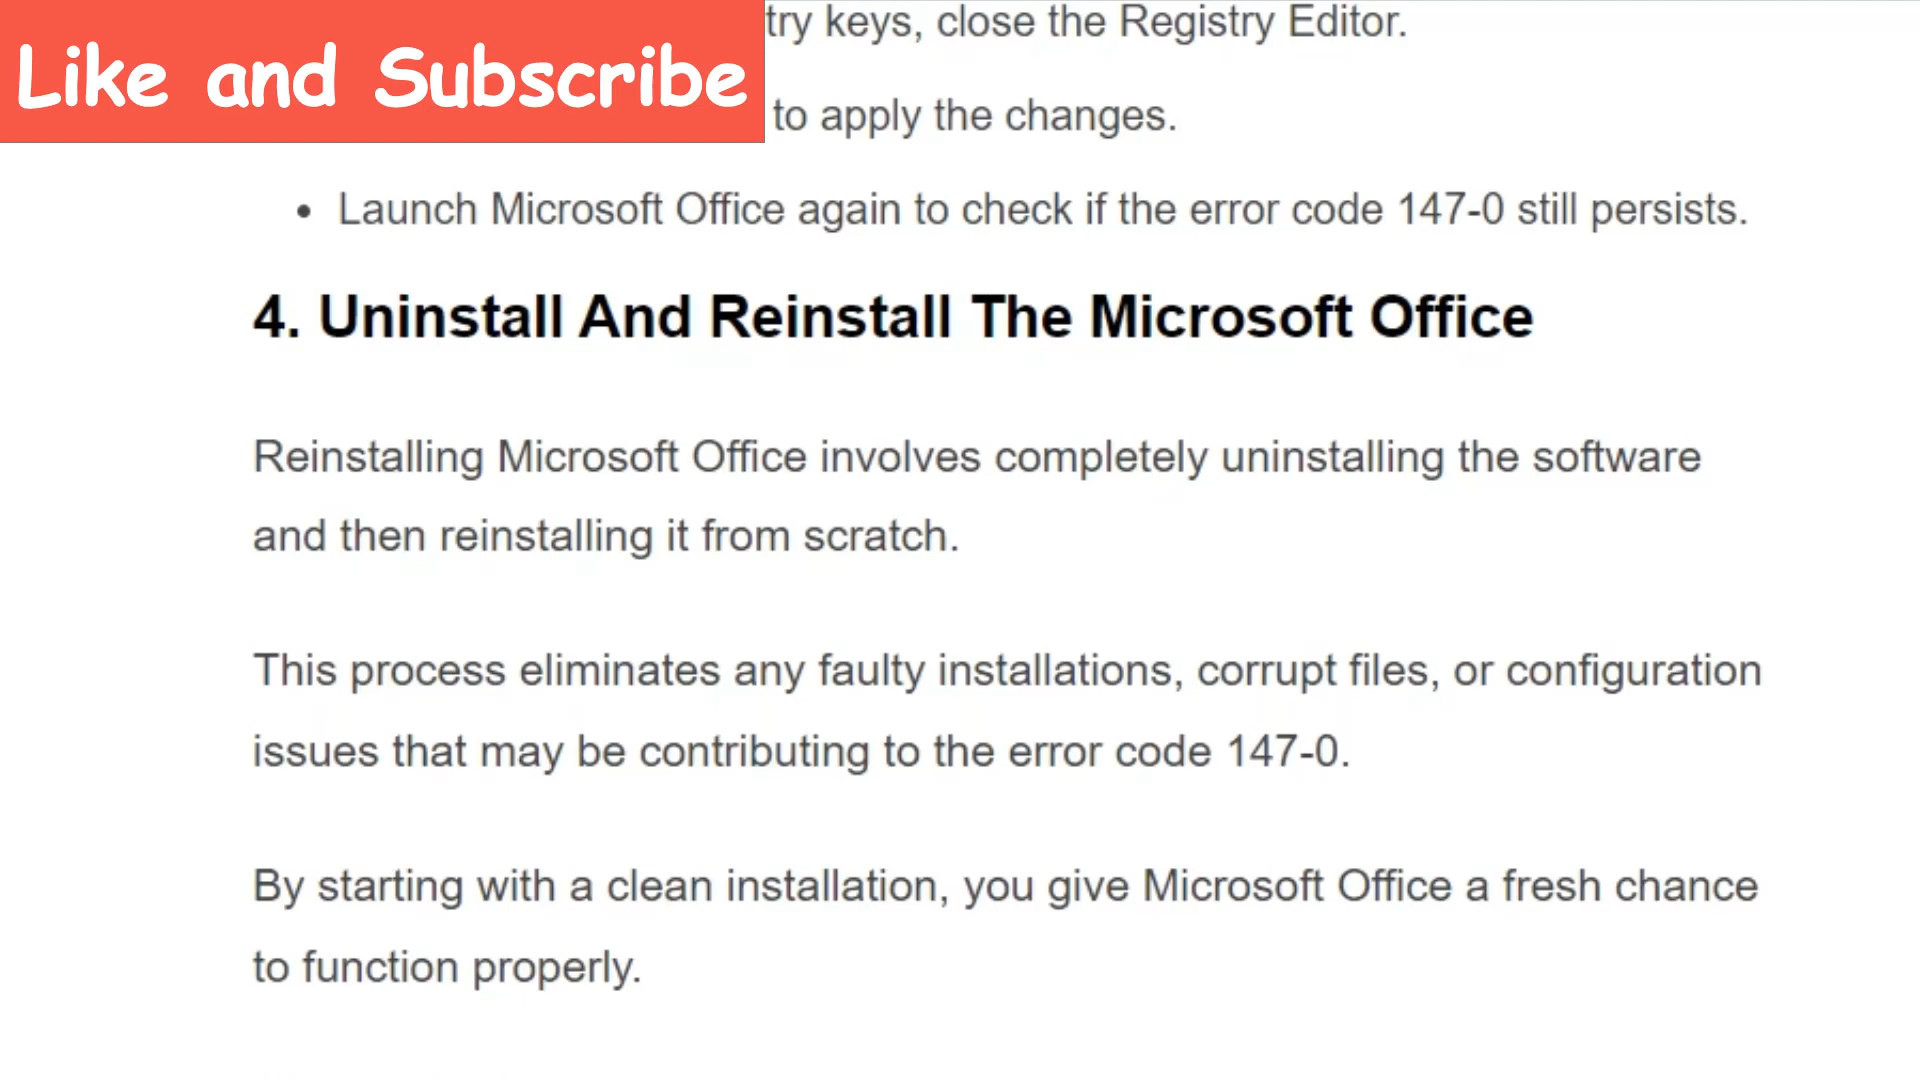 Like and Subscribe
try keys, close the Registry Editor.
to apply the changes.
• Launch Microsoft Office again to check if the error code 147-0 still persists.
4. Uninstall And Reinstall The Microsoft Office
Reinstalling Microsoft Office involves completely uninstalling the software
and then reinstalling it from scratch.
This process eliminates any faulty installations, corrupt files, or configuration
issues that may be contributing to the error code 147-0.
By starting with a clean installation, you give Microsoft Office a fresh chance
to function properly.